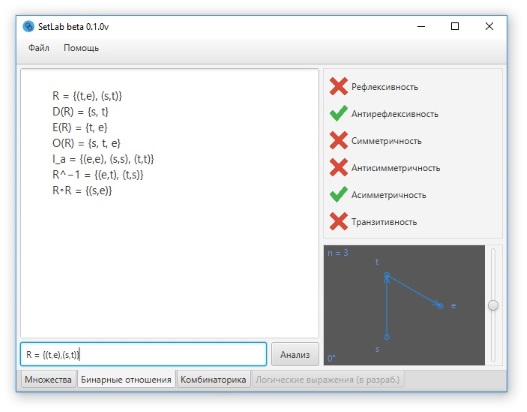 SetLab beta 0.1.0v
Файл Помощь
R = {(t,e), (s,t)}
D(R) = {s, t}
E(R) = {t, e}
O(R) = {s, t, e}
I_a = {(e,e), (s,s), (t,t)}
R^−1 = {(e,t), (t,s)}
R∘R = {(s,e)}
Рефлексивность
Антирефлексивность
Симметричность
Антисимметричность
Асимметричность
Транзитивность
n = 3
t
e
s
0°
R = {(t,e),(s,t)}
Анализ
Множества Бинарные отношения Комбинаторика Логические выражения (в разраб.)